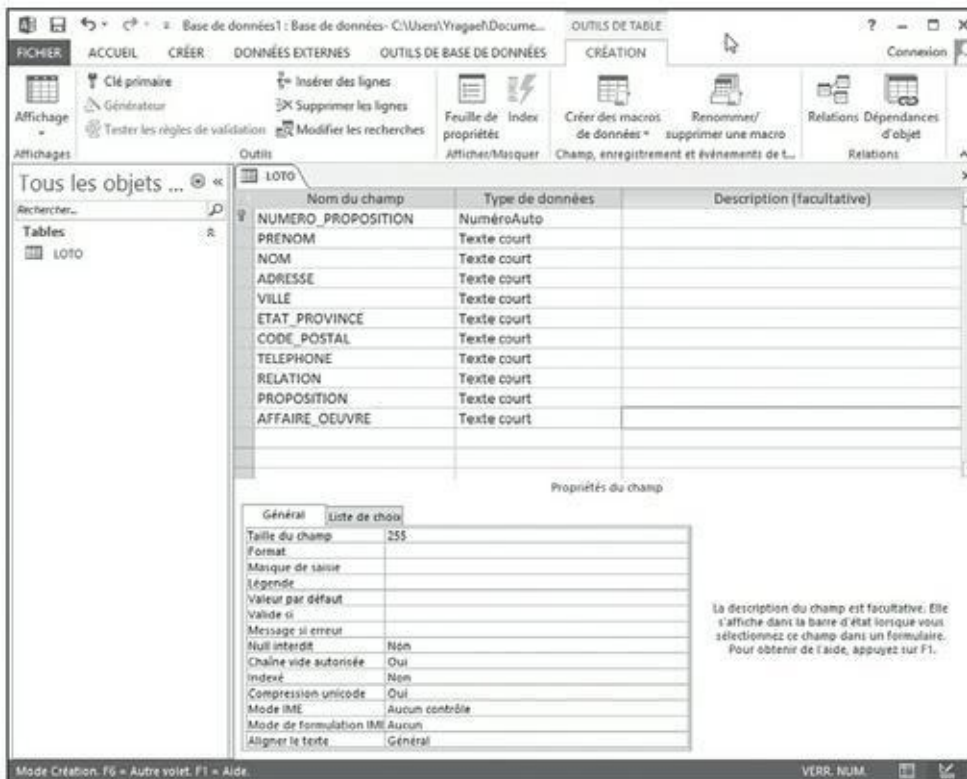 Base de données1 : Base de données- C:\Users\Yragael\Docume...
OUTILS DE TABLE
?
FICHIER ACCUEIL CRÉER DONNÉES EXTERNES OUTILS DE BASE DE DONNÉES CRÉATION Connexion
Affichage
Affichages
Clé primaire
Générateur
Tester les règles de validation
Insérer des lignes
Supprimer les lignes
Modifier les recherches
Outils
Feuille de propriétés
Index
Afficher/Masquer
Créer des macros de données
Renommer/ supprimer une macro
Champ, enregistrement et événements de t...
Relations
Dépendances d'objet
Relations
Tous les objets ...
Rechercher...
Tables
LOTO
LOTO
Nom du champ Type de données Description (facultative)
NUMERO_PROPOSITION NuméroAuto
PRENOM Texte court
NOM Texte court
ADRESSE Texte court
VILLE Texte court
ETAT_PROVINCE Texte court
CODE_POSTAL Texte court
TELEPHONE Texte court
RELATION Texte court
PROPOSITION Texte court
AFFAIRE_OEUVRE Texte court
Propriétés du champ
Général Liste de choix
Taille du champ 255
Format
Masque de saisie
Légende
Valeur par défaut
Valide si
Message si erreur
Null interdit Non
Chaîne vide autorisée Oui
Indexé Non
Compression unicode Oui
Mode IME Aucun contrôle
Mode de formulation IME Aucun
Aligner le texte Général
La description du champ est facultative. Elle
s'affiche dans la barre d'état lorsque vous
sélectionnez ce champ dans un formulaire.
Pour obtenir de l'aide, appuyez sur F1.
Mode Création. F6 = Autre volet. F1 = Aide. VERR. NUM.